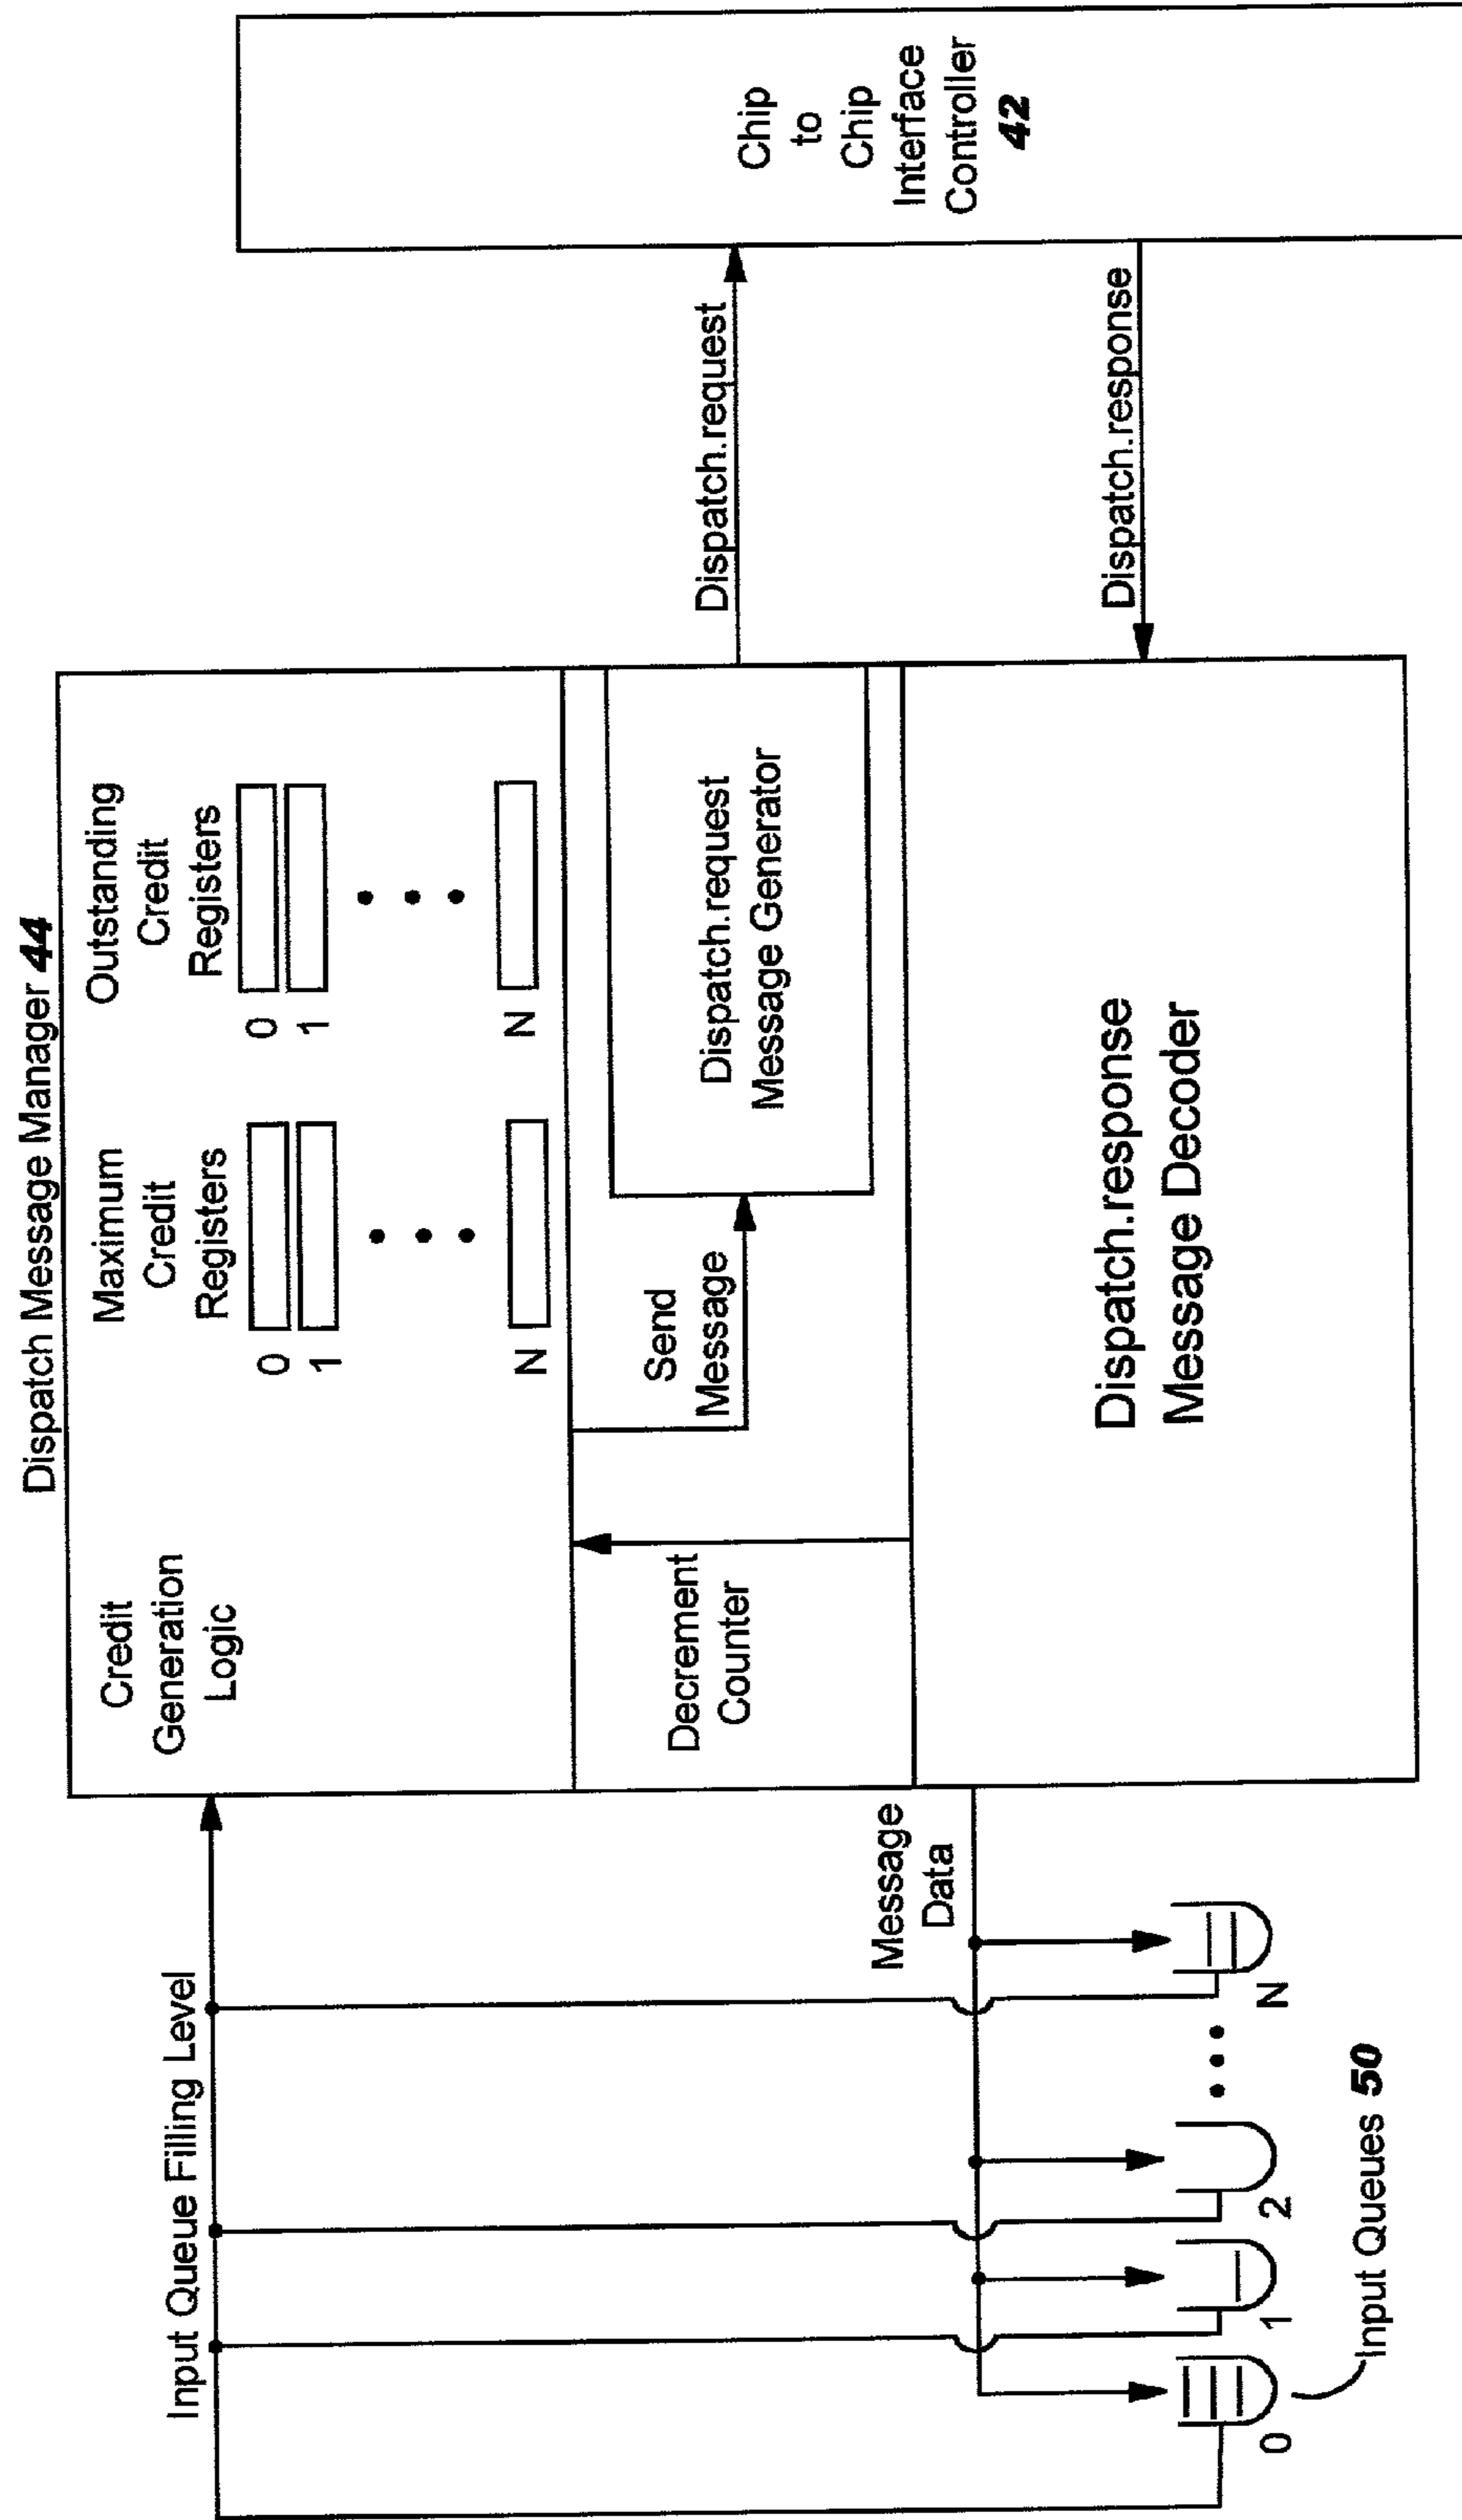 Dispatch Message Manager 44
Credit
Generation
Logic
Maximum
Credit
Registers
0
1
N
Outstanding
Credit
Registers
0
1
N
Decrement
Counter
Send
Message
Dispatch.request
Message Generator
Dispatch.response
Message Decoder
Dispatch.request
Dispatch.response
Chip
to
Chip
Interface
Controller
42
Input Queue Filling Level
Message
Data
0
1
2
N
Input Queues 50